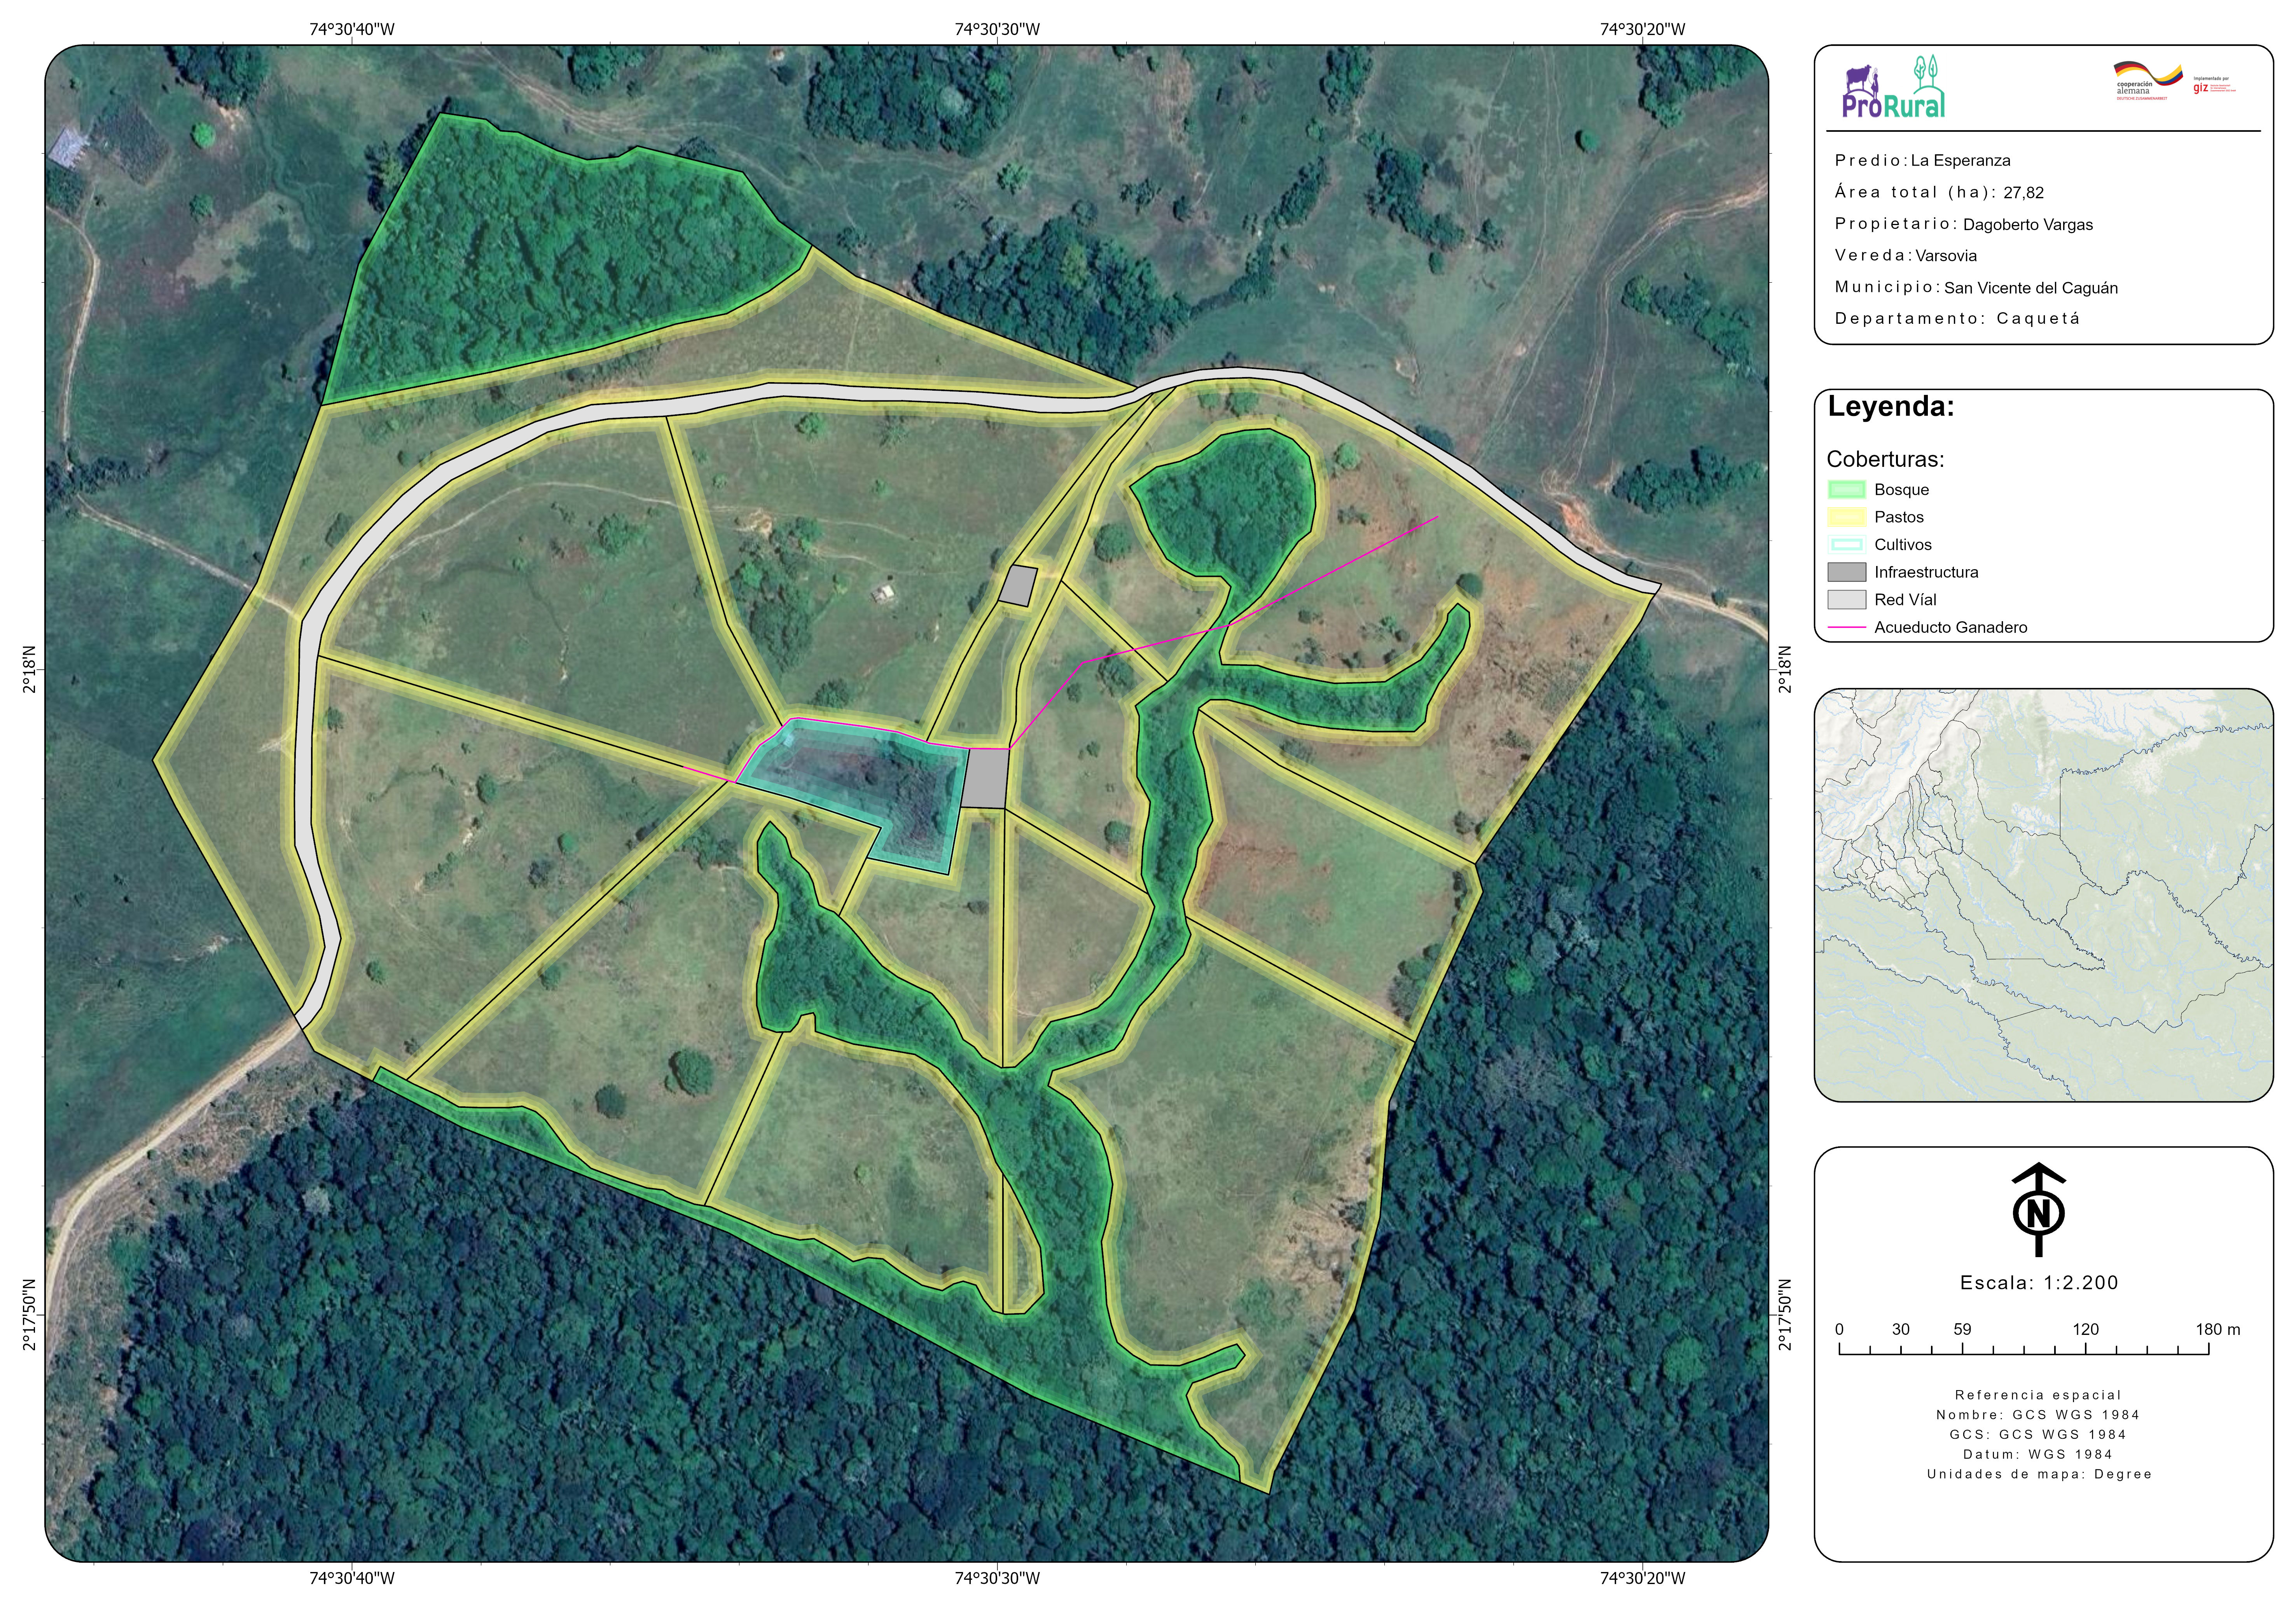 74°30'40"W
74°30'30"W
74°30'20"W
2°18'N
2°18'N
2°17'50"N
2°17'50"N
74°30'40"W
74°30'30"W
74°30'20"W
ProRural
cooperación
alemana
DEUTSCHE ZUSAMMENARBEIT
Implementada por
giz
Predio: La Esperanza
Área total (ha): 27,82
Propietario: Dagoberto Vargas
Vereda: Varsovia
Municipio: San Vicente del Caguán
Departamento: Caquetá
Leyenda:
Coberturas:
Bosque
Pastos
Cultivos
Infraestructura
Red Víal
Acueducto Ganadero
N
Escala: 1:2.200
0 30 59 120 180 m
Referencia espacial
Nombre: GCS WGS 1984
GCS: GCS WGS 1984
Datum: WGS 1984
Unidades de mapa: Degree